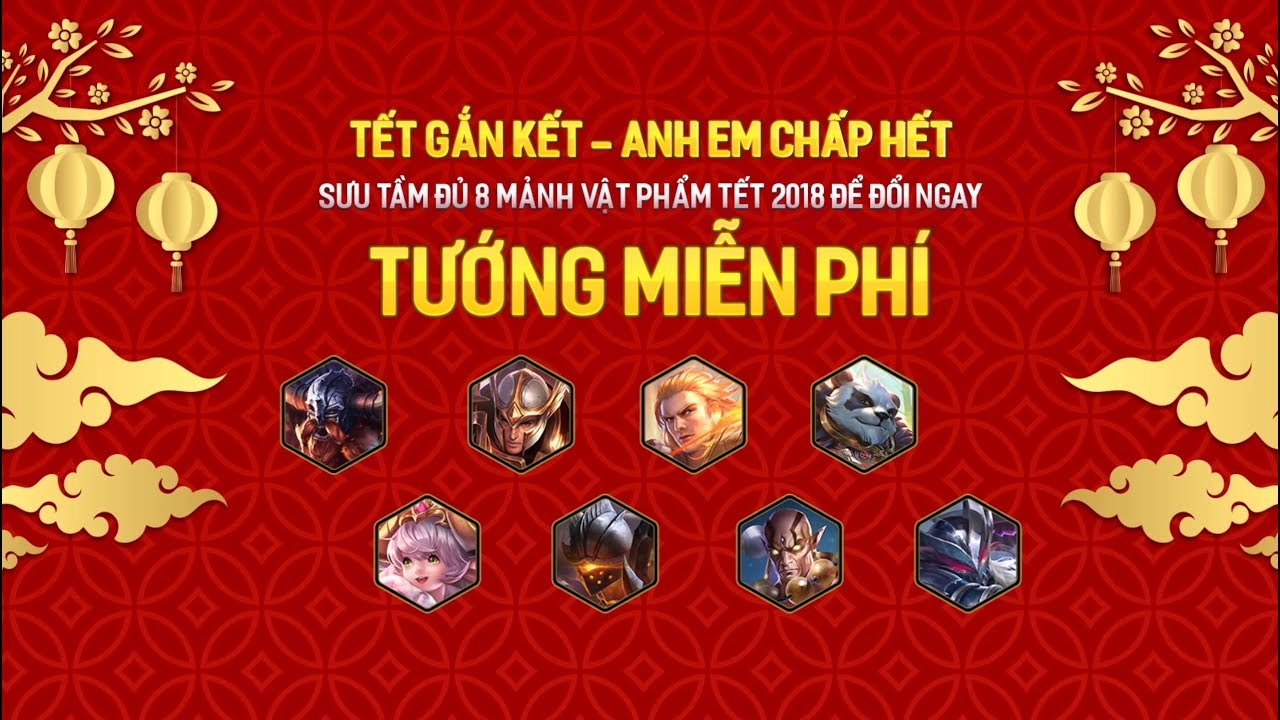 TẾT GẮN KẾT – ANH EM CHẤP HẾT
SƯU TẦM ĐỦ 8 MẢNH VẬT PHẨM TẾT 2018 ĐỂ ĐỔI NGAY
TƯỚNG MIỄN PHÍ